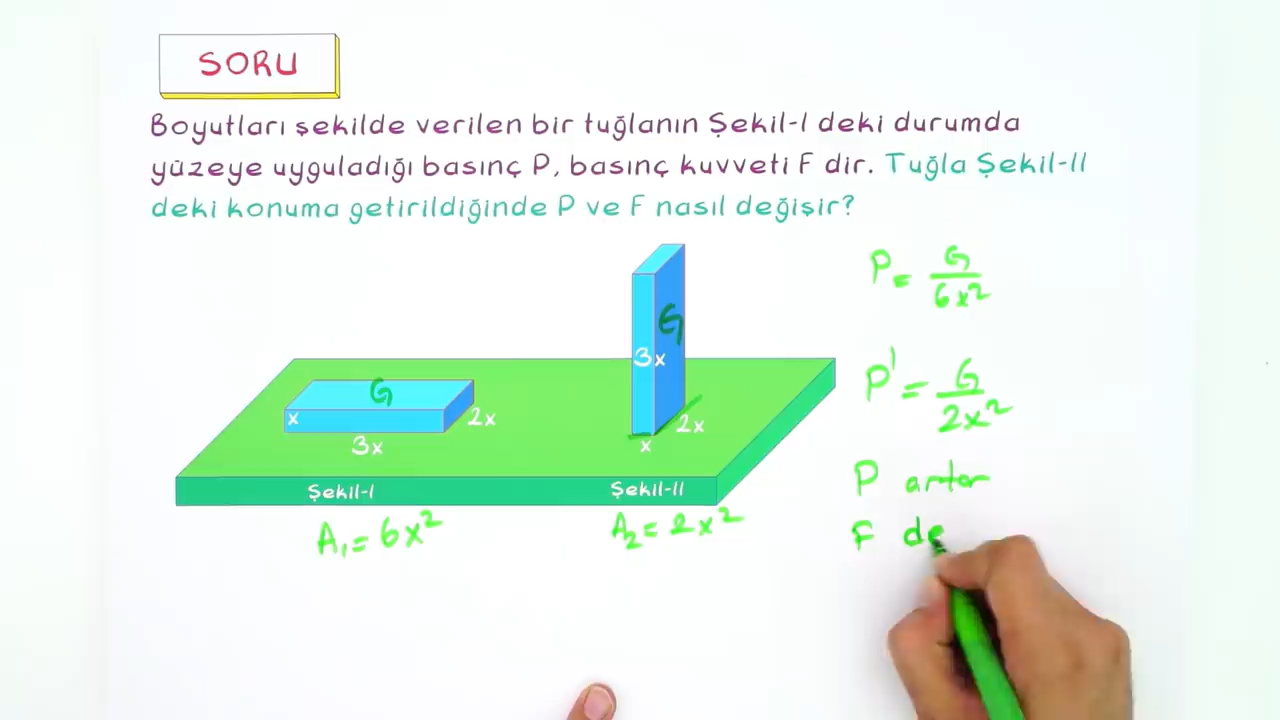 SORU
Boyutları şekilde verilen bir tuğlanın Şekil-I deki durumda
yüzeye uyguladığı basınç P, basınç kuvveti F dir. Tuğla Şekil-II
deki konuma getirildiğinde P ve F nasıl değişir?
P = G / 6x²
G
3x
P' = G / 2x²
G
x
2x
2x
3x
x
P artar
Şekil-I
Şekil-II
A₁ = 6x²
A₂ = 2x²
F de